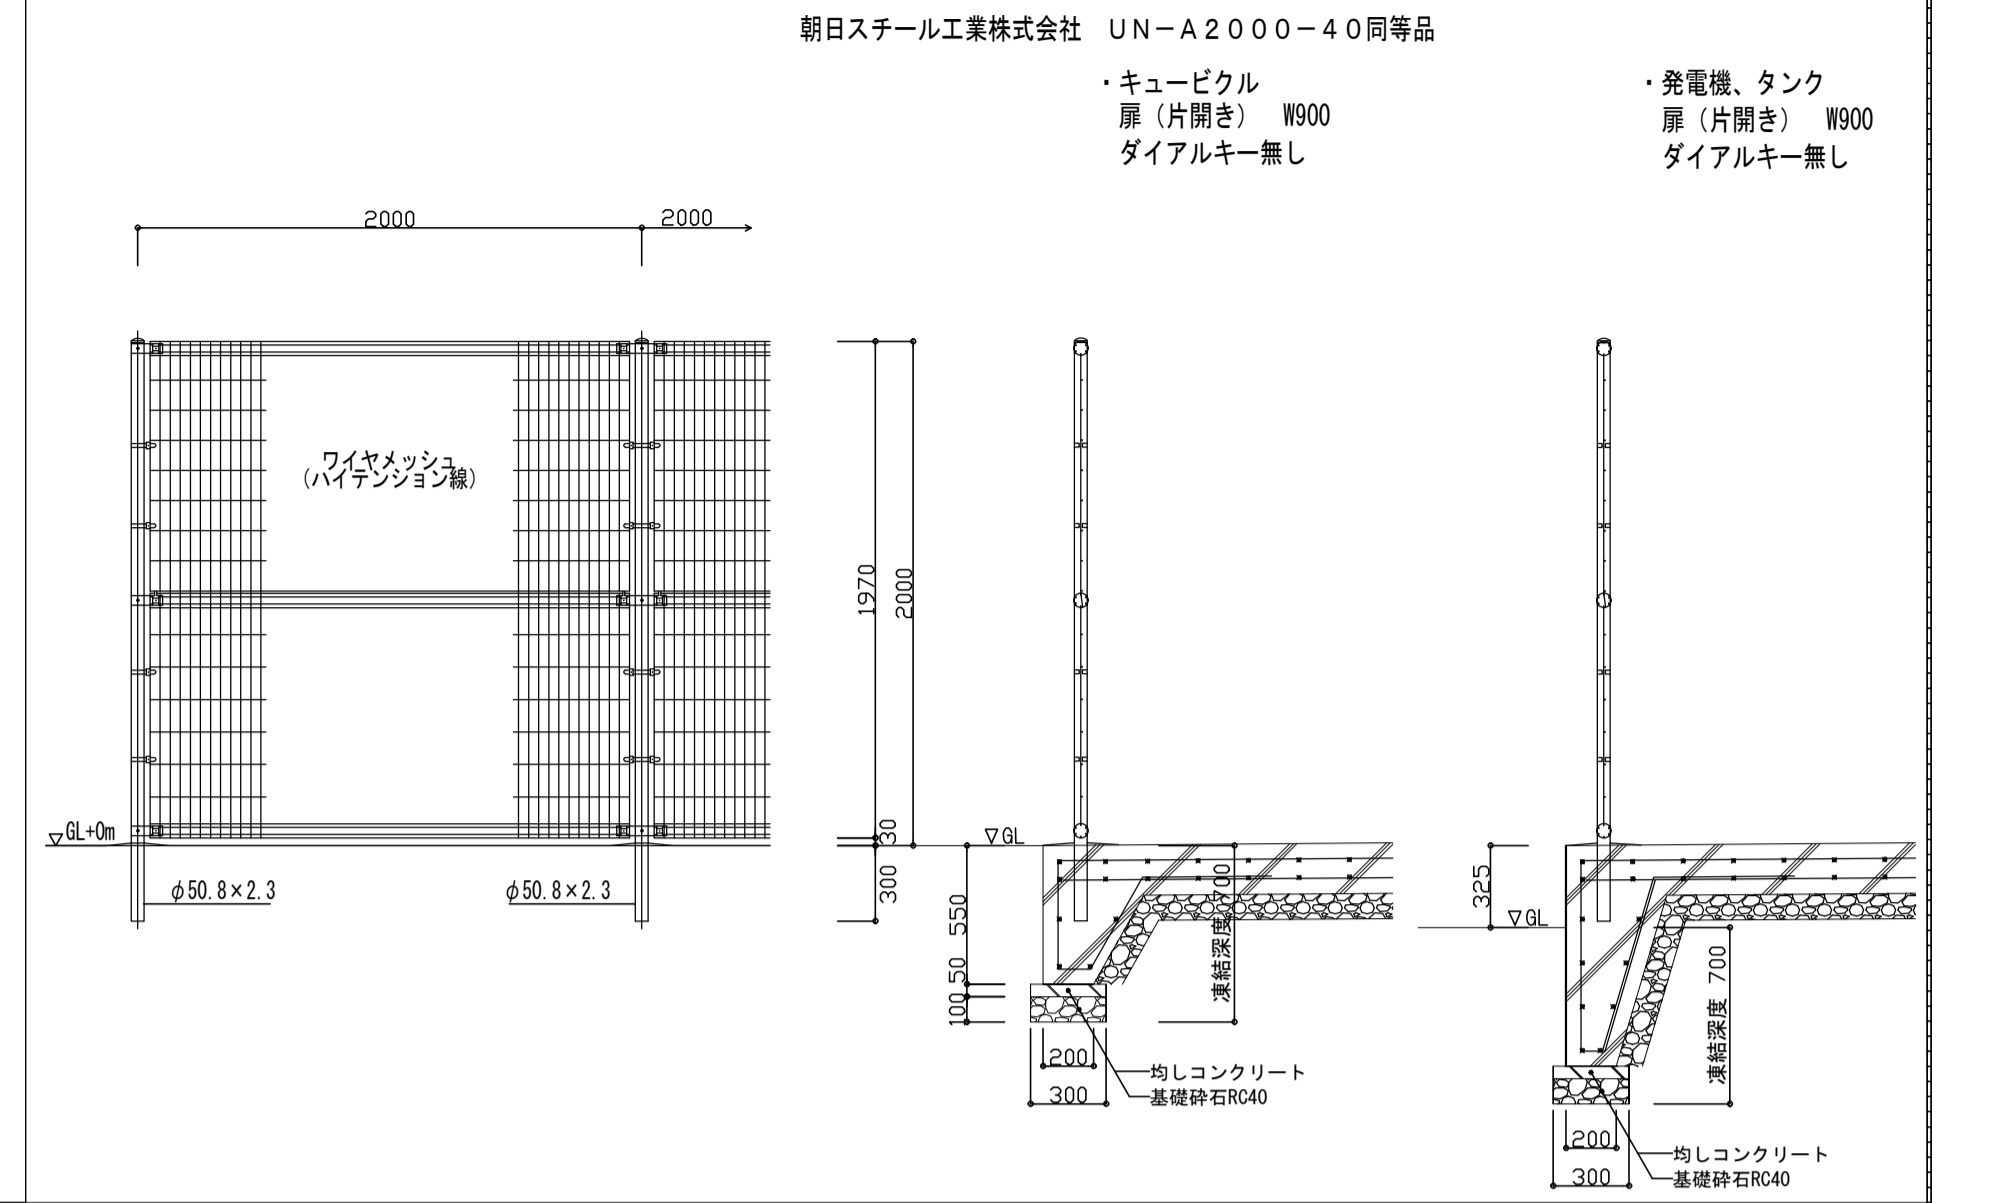 朝日スチール工業株式会社　ＵＮ－Ａ２０００－４０同等品
・キュービクル
扉（片開き）　W900
ダイアルキー無し
・発電機、タンク
扉（片開き）　W900
ダイアルキー無し
2000
2000
ワイヤメッシュ
（ハイテンション線）
1970
2000
30
300
▽GL+0m
φ50.8×2.3
φ50.8×2.3
▽GL
550
50
100
凍結深度 700
200
300
均しコンクリート
基礎砕石RC40
325
▽GL
凍結深度 700
200
300
均しコンクリート
基礎砕石RC40